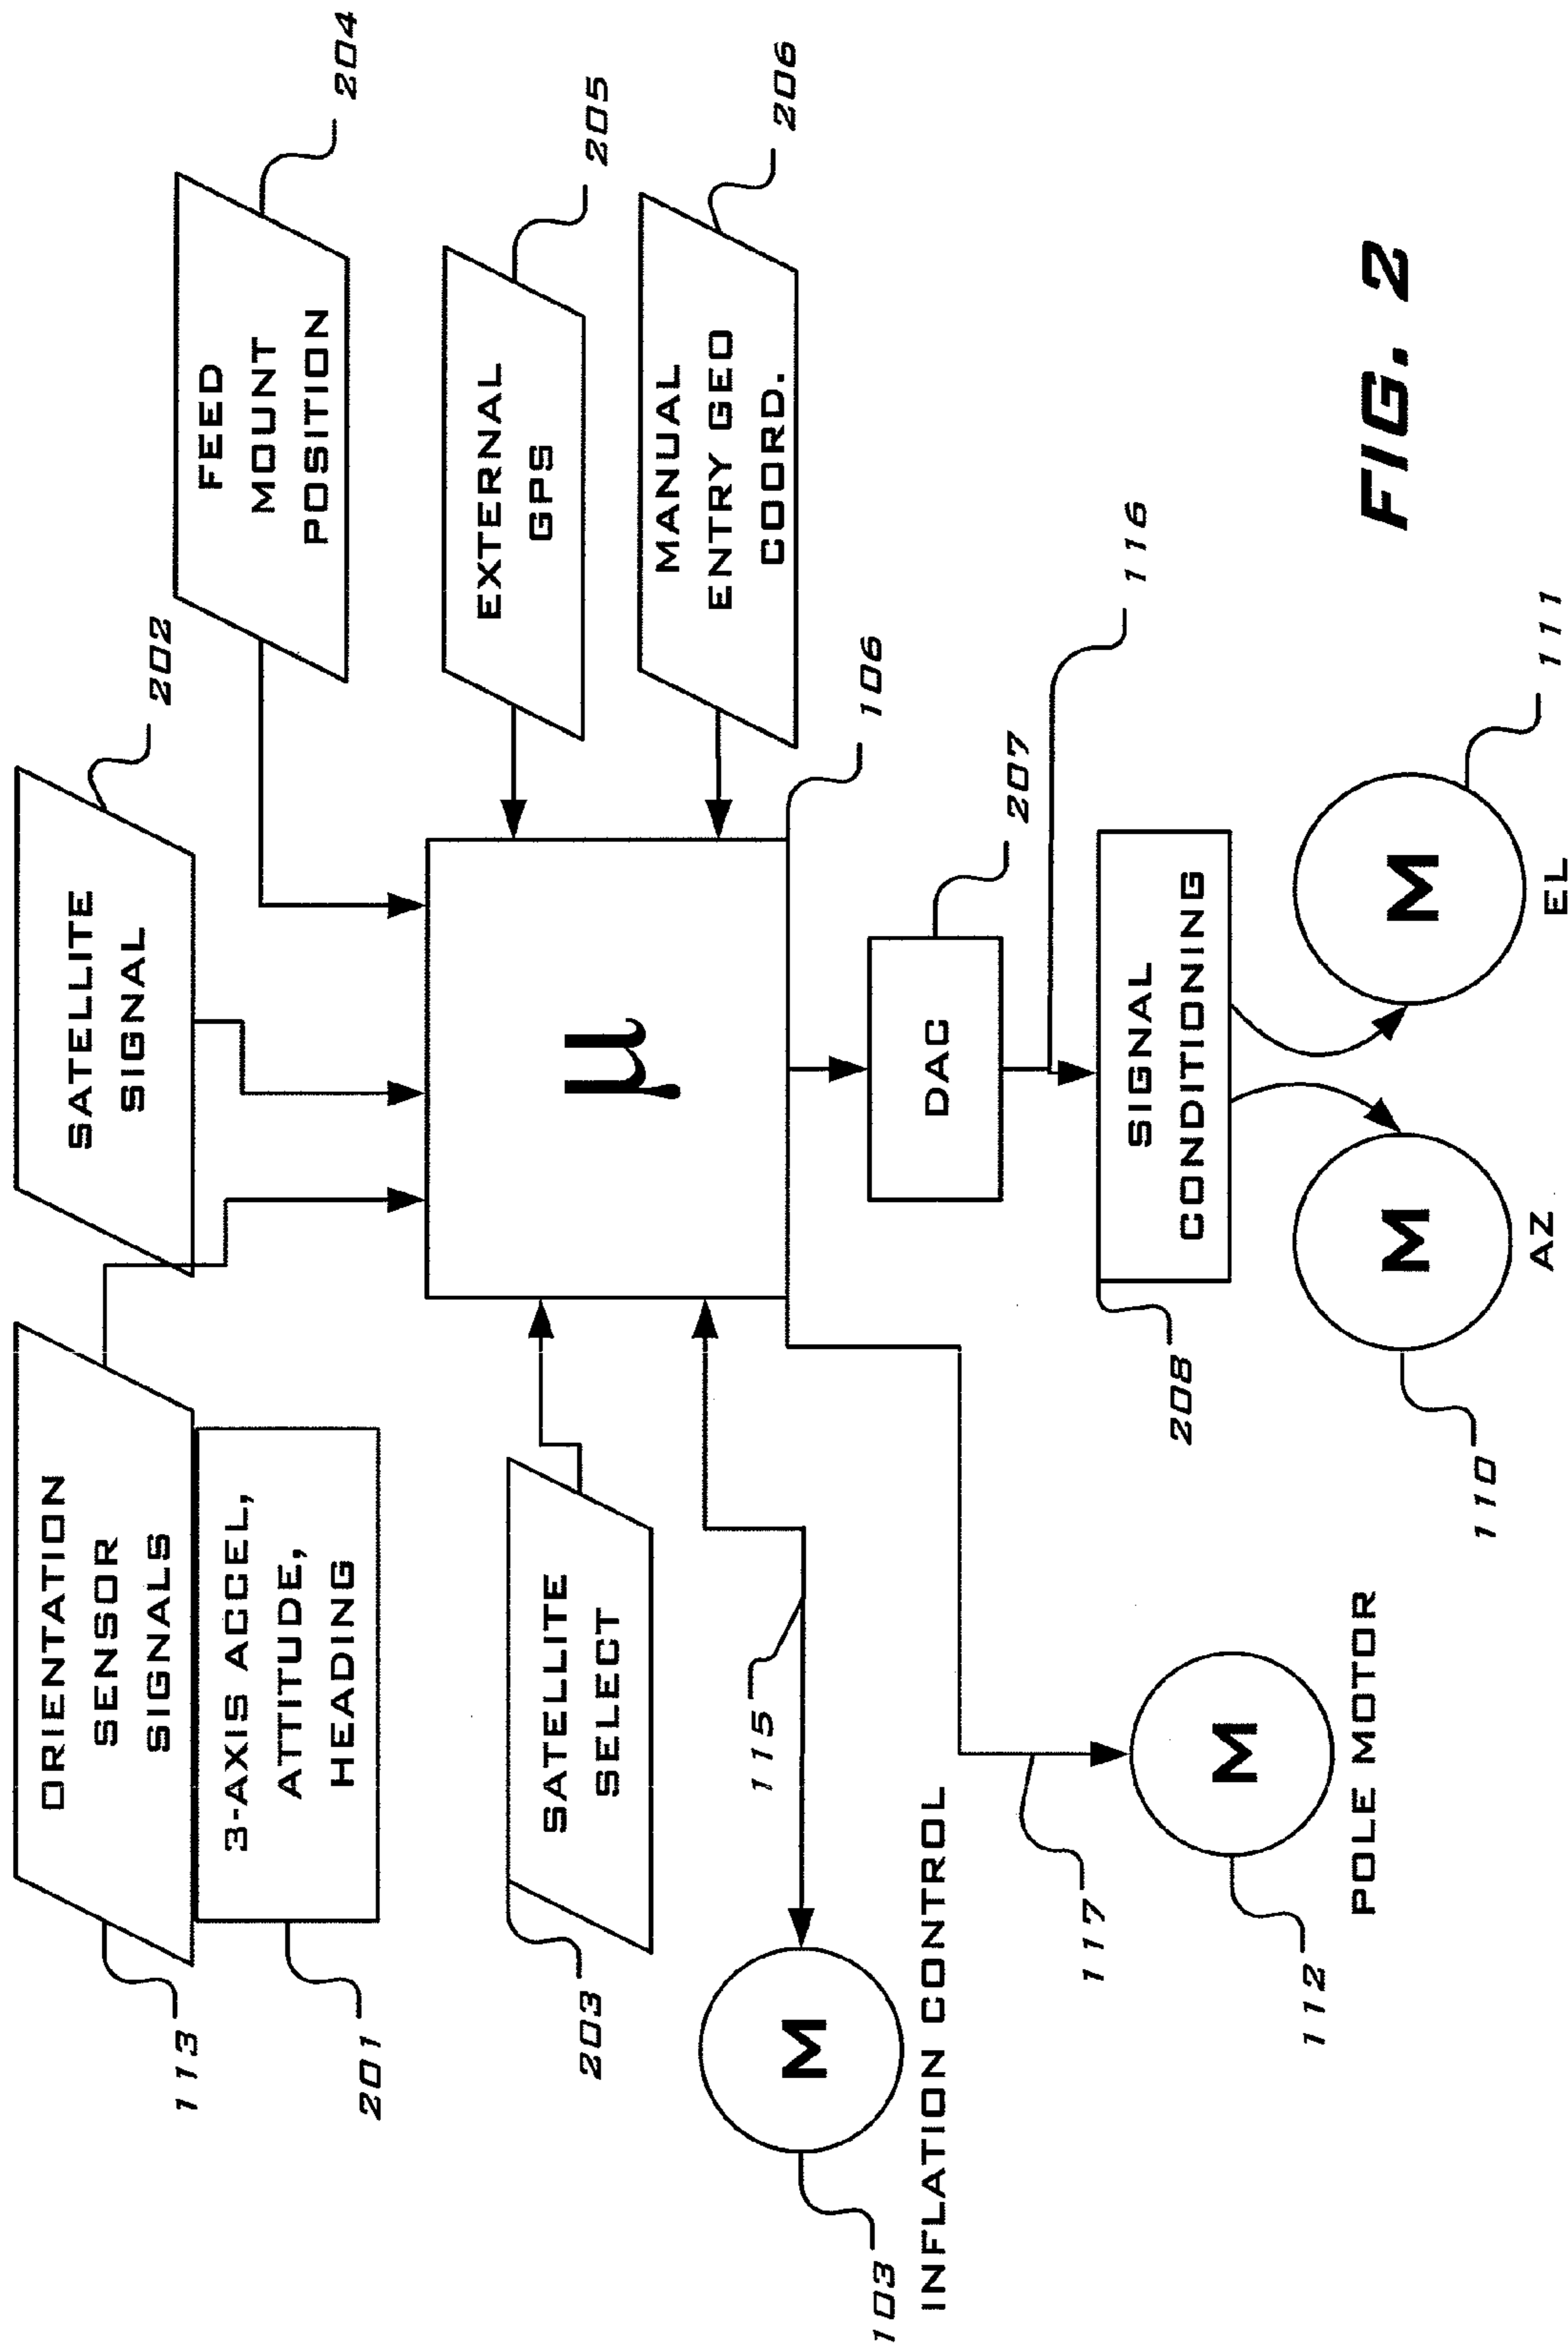 ORIENTATION
SENSOR
SIGNALS
113
3-AXIS ACCEL,
ATTITUDE,
HEADING
201
SATELLITE
SIGNAL
202
FEED
MOUNT
POSITION
204
SATELLITE
SELECT
203
EXTERNAL
GPS
205
MANUAL
ENTRY GEO
COORD.
206
μ
106
115
M
103
INFLATION CONTROL
DAC
207
116
117
M
112
POLE MOTOR
SIGNAL
CONDITIONING
208
M
110
AZ
M
111
EL
FIG. 2